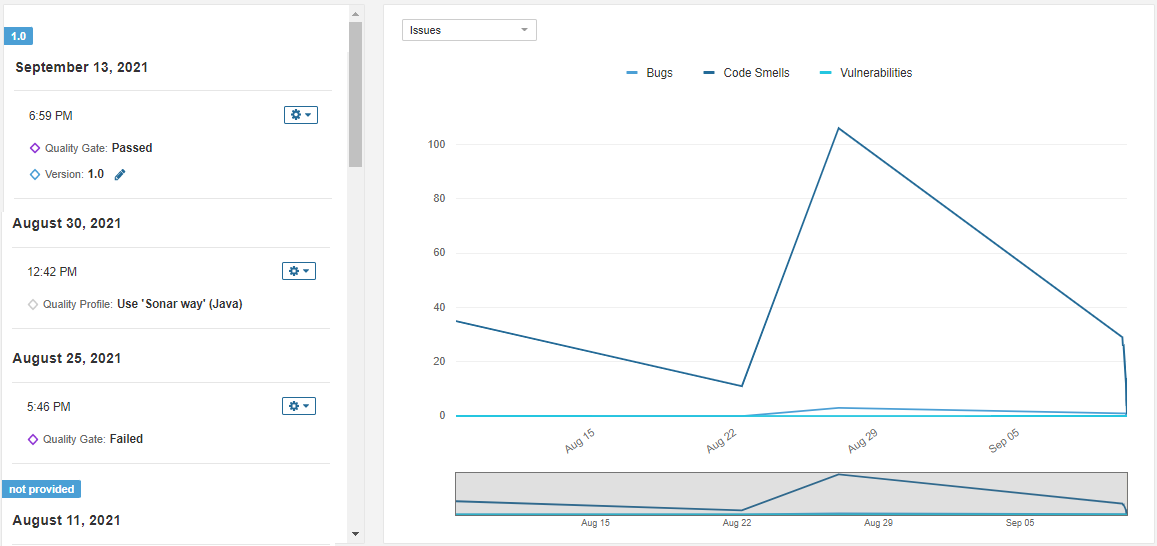 1.0
September 13, 2021
6:59 PM
Quality Gate: Passed
Version: 1.0
August 30, 2021
12:42 PM
Quality Profile: Use 'Sonar way' (Java)
August 25, 2021
5:46 PM
Quality Gate: Failed
not provided
August 11, 2021
Issues
Bugs Code Smells Vulnerabilities
100
80
60
40
20
0
Aug 15 Aug 22 Aug 29 Sep 05
Aug 15 Aug 22 Aug 29 Sep 05